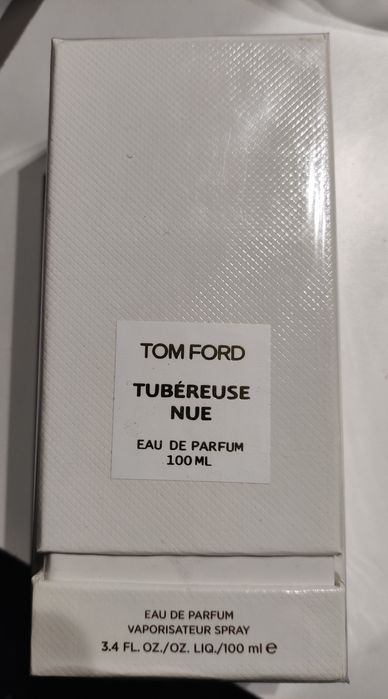 TOM FORD
TUBÉREUSE
NUE
EAU DE PARFUM
100 ML
EAU DE PARFUM
VAPORISATEUR SPRAY
3.4 FL. OZ./OZ. LIQ./100 ml ℮